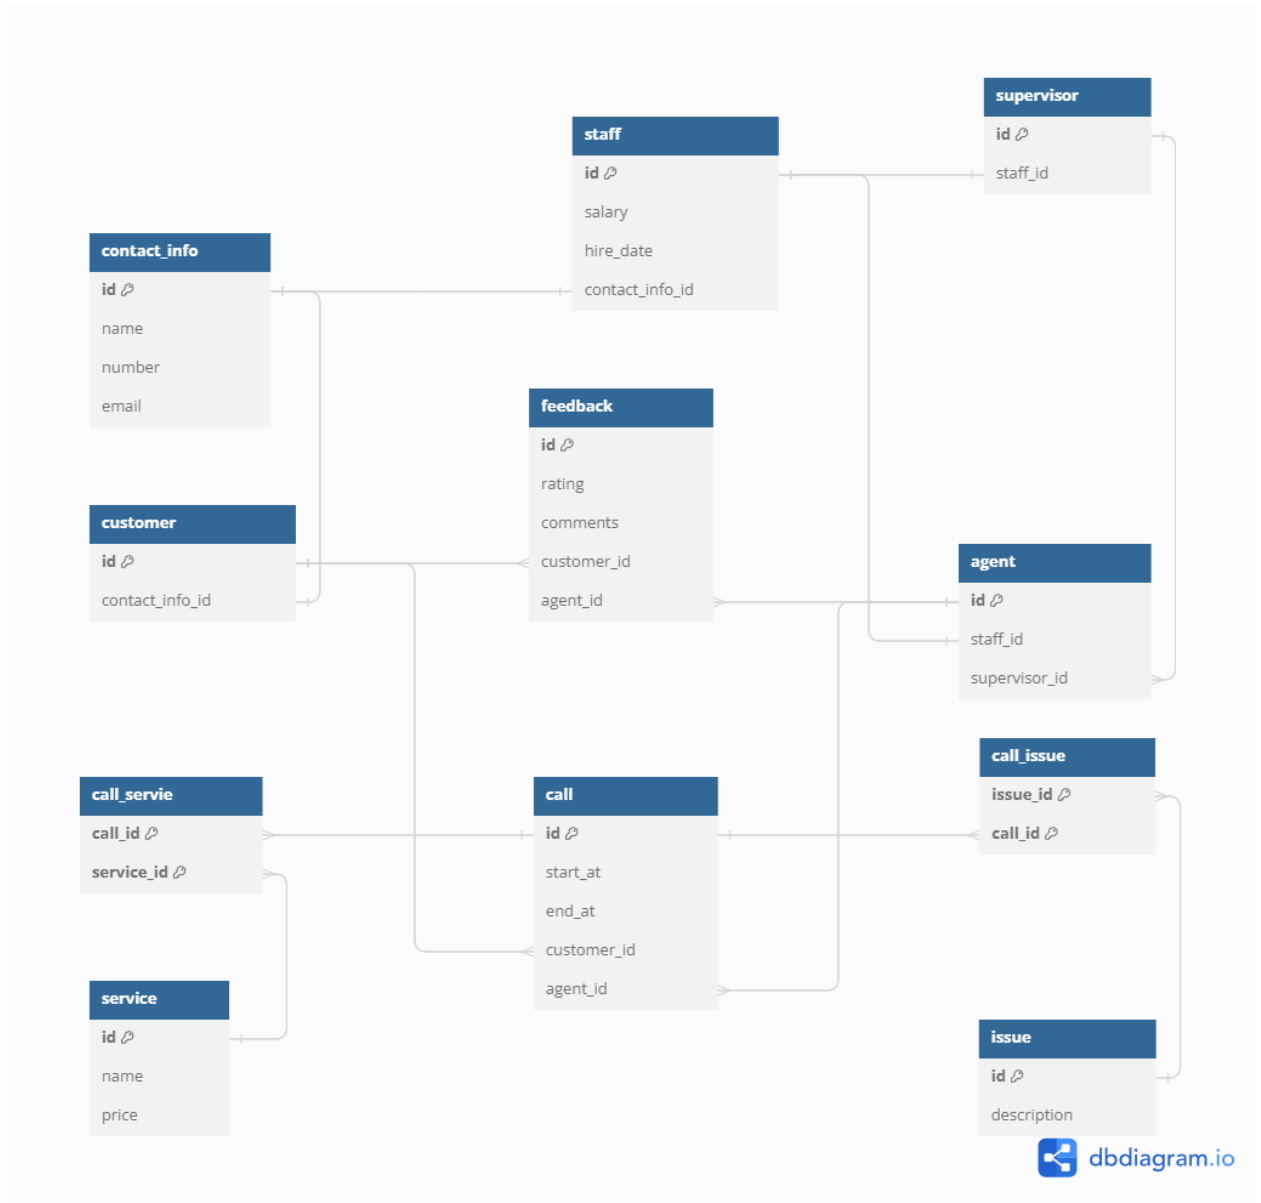 supervisor
id
staff_id
staff
id
salary
hire_date
contact_info_id
contact_info
id
name
number
email
feedback
id
rating
comments
customer_id
agent_id
customer
id
contact_info_id
agent
id
staff_id
supervisor_id
call_issue
issue_id
call_id
call_servie
call_id
service_id
call
id
start_at
end_at
customer_id
agent_id
service
id
name
price
issue
id
description
dbdiagram.io